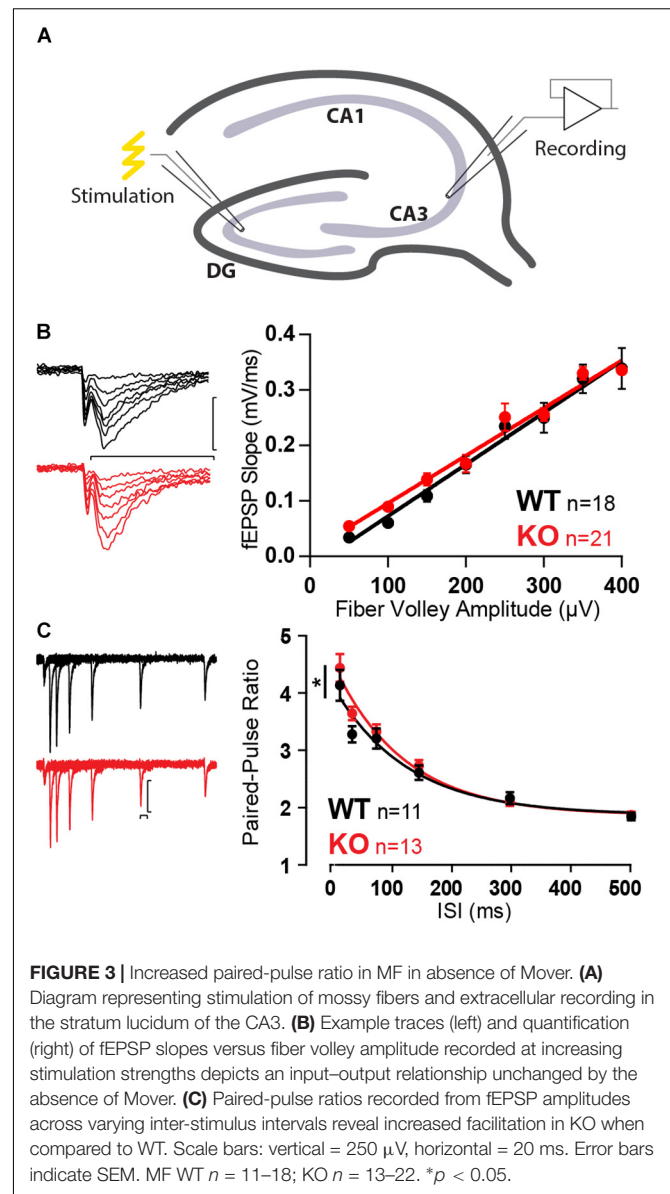 A
CA1
Recording
Stimulation
CA3
DG
B
fEPSP Slope (mV/ms)
0.4
0.3
0.2
0.1
0.0
WT n=18
KO n=21
0 100 200 300 400
Fiber Volley Amplitude (µV)
C
Paired-Pulse Ratio
5
4
3
2
1
*
WT n=11
KO n=13
0 100 200 300 400 500
ISI (ms)
FIGURE 3 | Increased paired-pulse ratio in MF in absence of Mover. (A)
Diagram representing stimulation of mossy fibers and extracellular recording in
the stratum lucidum of the CA3. (B) Example traces (left) and quantification
(right) of fEPSP slopes versus fiber volley amplitude recorded at increasing
stimulation strengths depicts an input–output relationship unchanged by the
absence of Mover. (C) Paired-pulse ratios recorded from fEPSP amplitudes
across varying inter-stimulus intervals reveal increased facilitation in KO when
compared to WT. Scale bars: vertical = 250 µV, horizontal = 20 ms. Error bars
indicate SEM. MF WT n = 11–18; KO n = 13–22. *p < 0.05.